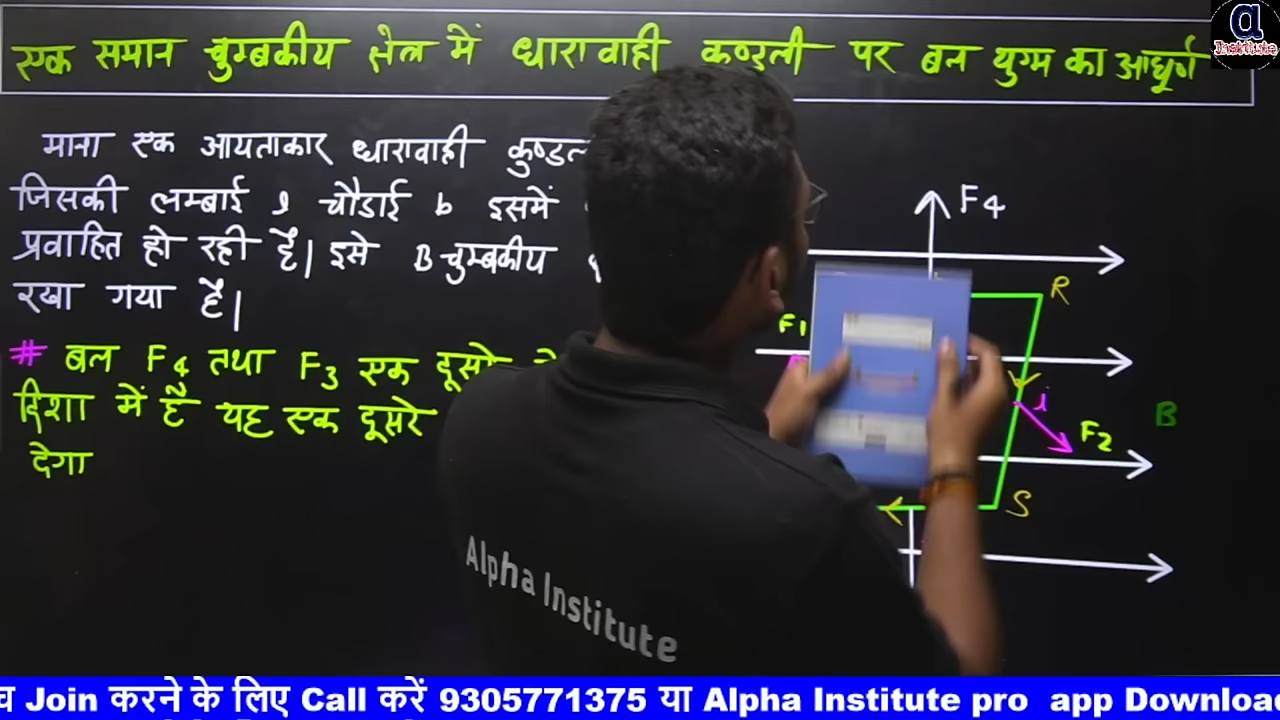 एक समान चुम्बकीय क्षेत्र में धारावाही कुण्डली पर बल युग्म का आघूर्ण
α
Institute
माना एक आयताकार धारावाही
जिसकी लम्बाई l चौडाई b इसमें
प्रवाहित हो रही है। इसे B चुम्बकीय
रखा गया है।
# बल F4 तथा F3 एक दूसरे
दिशा में है यह एक दूसरे
देगा
F4
R
F1
i
F2
B
S
Alpha Institute
Join करने के लिए Call करें 9305771375 या Alpha Institute pro app